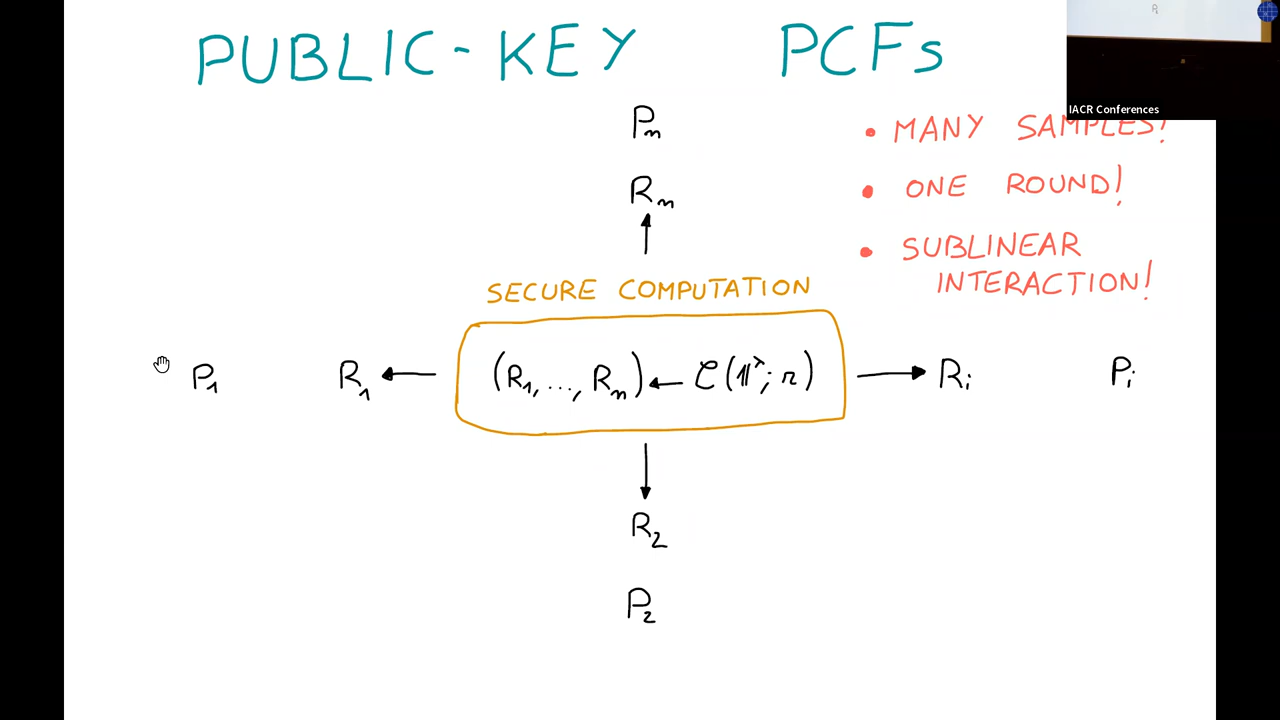 PUBLIC-KEY PCFs
IACR Conferences
Pn
• MANY SAMPLES!
Rn
• ONE ROUND!
• SUBLINEAR
INTERACTION!
SECURE COMPUTATION
P1 R1 ← (R1, ..., Rn) ← C(1^λ; r) → Ri Pi
R2
P2